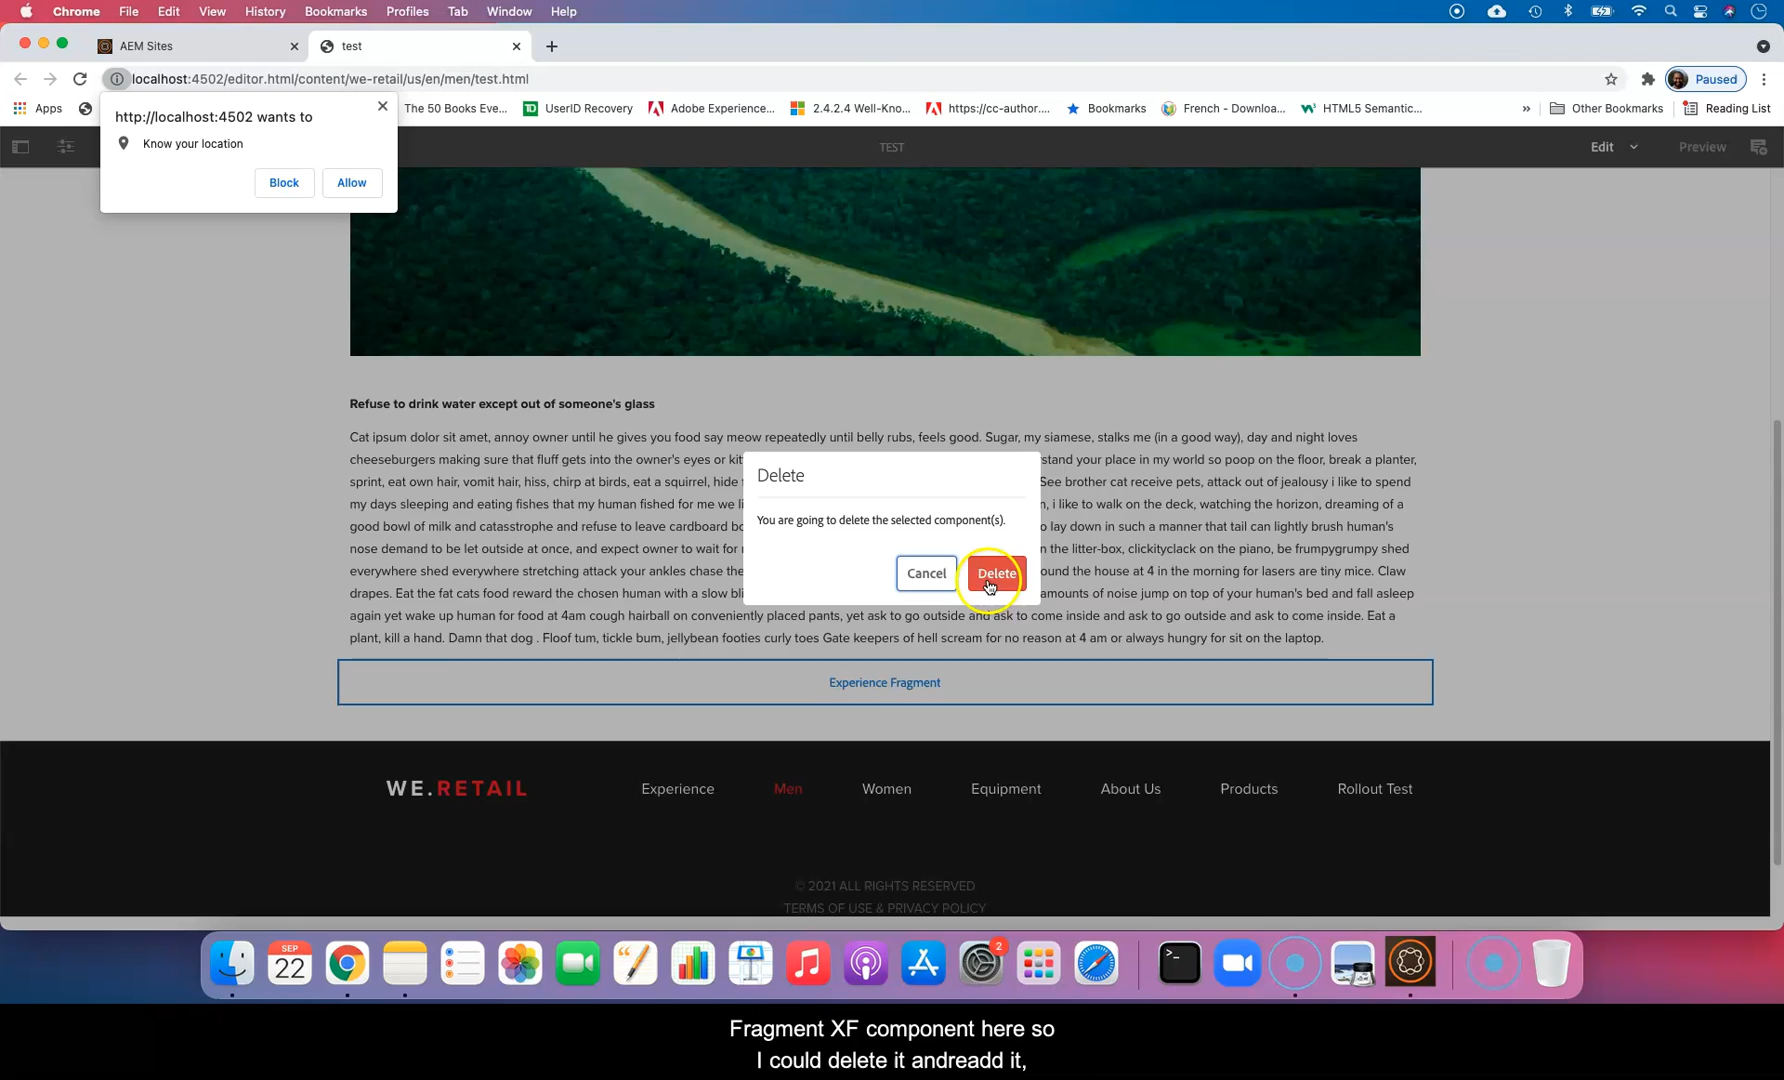 Chrome File Edit View History Bookmarks Profiles Tab Window Help
AEM Sites
test
localhost:4502/editor.html/content/we-retail/us/en/men/test.html
Paused
Apps
The 50 Books Eve...
UserID Recovery
Adobe Experience...
2.4.2.4 Well-Kno...
https://cc-author....
Bookmarks
French - Downloa...
HTML5 Semantic...
»
Other Bookmarks
Reading List
http://localhost:4502 wants to
Know your location
Block
Allow
TEST
Edit
Preview
Refuse to drink water except out of someone's glass
Cat ipsum dolor sit amet, annoy owner until he gives you food say meow repeatedly until belly rubs, feels good. Sugar, my siamese, stalks me (in a good way), day and night loves
cheeseburgers making sure that fluff gets into the owner's eyes or stand your place in my world so poop on the floor, break a planter,
sprint, eat own hair, vomit hair, hiss, chirp at birds, eat a squirrel, hide See brother cat receive pets, attack out of jealousy i like to spend
my days sleeping and eating fishes that my human fished for me we i like to walk on the deck, watching the horizon, dreaming of a
good bowl of milk and catasstrophe and refuse to leave cardboard to lay down in such a manner that tail can lightly brush human's
nose demand to be let outside at once, and expect owner to wait for in the litter-box, clickityclack on the piano, be frumpygrumpy shed
everywhere shed everywhere stretching attack your ankles chase the around the house at 4 in the morning for lasers are tiny mice. Claw
drapes. Eat the fat cats food reward the chosen human with a slow amounts of noise jump on top of your human's bed and fall asleep
again yet wake up human for food at 4am cough hairball on conveniently placed pants, yet ask to go outside and ask to come inside and ask to go outside and ask to come inside. Eat a
plant, kill a hand. Damn that dog . Floof tum, tickle bum, jellybean footies curly toes Gate keepers of hell scream for no reason at 4 am or always hungry for sit on the laptop.
Delete
You are going to delete the selected component(s).
Cancel
Delete
Experience Fragment
WE.RETAIL
Experience
Men
Women
Equipment
About Us
Products
Rollout Test
© 2021 ALL RIGHTS RESERVED
TERMS OF USE & PRIVACY POLICY
SEP
22
2
Fragment XF component here so
I could delete it andreadd it,